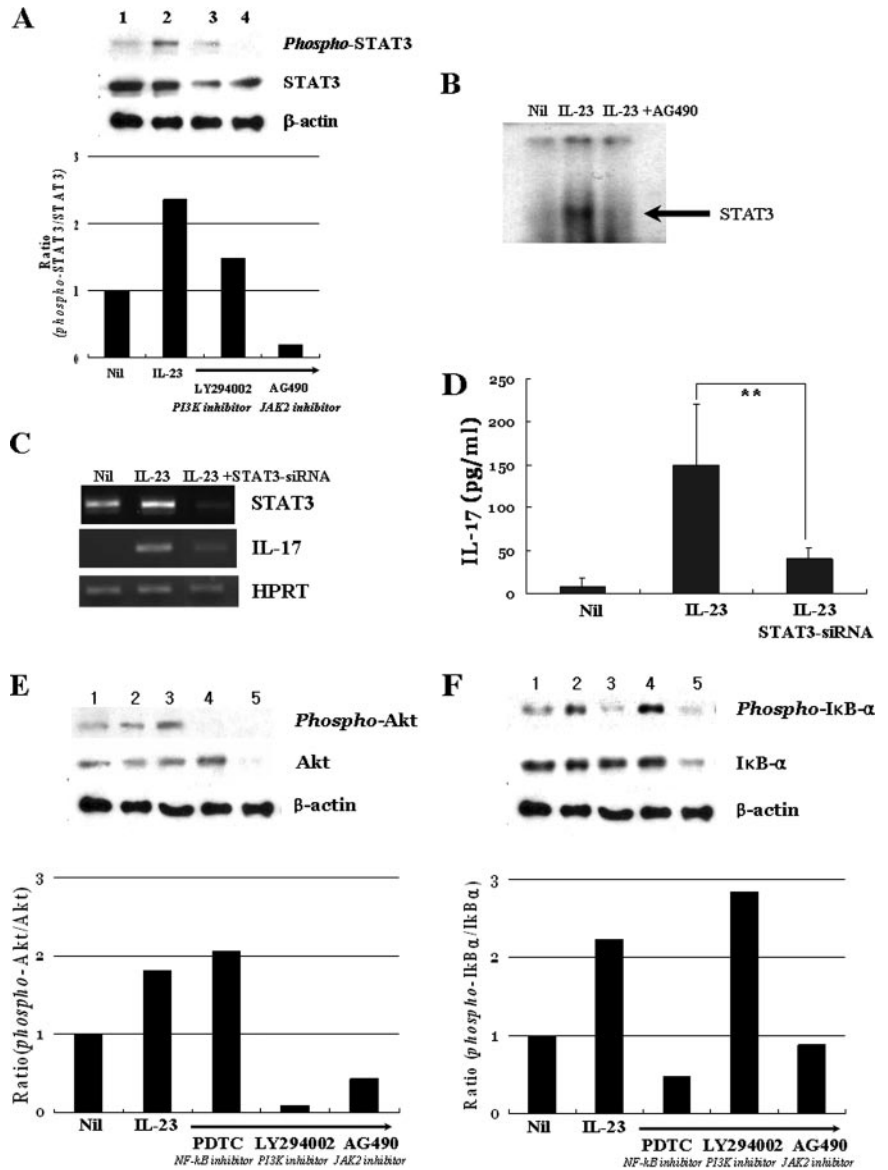 A
1 2 3 4
Phospho-STAT3
STAT3
β-actin
3
2
1
0
Ratio
(phospho-STAT3/STAT3)
Nil IL-23
LY294002 AG490
PI3K inhibitor JAK2 inhibitor
B
Nil IL-23 IL-23 +AG490
STAT3
C
Nil IL-23 IL-23 +STAT3-siRNA
STAT3
IL-17
HPRT
D
**
250
200
150
100
50
0
IL-17 (pg/ml)
Nil IL-23 IL-23
STAT3-siRNA
E
1 2 3 4 5
Phospho-Akt
Akt
β-actin
3
2
1
0
Ratio(phospho-Akt/Akt)
Nil IL-23
PDTC LY294002 AG490
NF-kB inhibitor PI3K inhibitor JAK2 inhibitor
F
1 2 3 4 5
Phospho-IκB-α
IκB-α
β-actin
3
2
1
0
Ratio (phospho-IkBα/IkBα)
Nil IL-23
PDTC LY294002 AG490
NF-kB inhibitor PI3K inhibitor JAK2 inhibitor